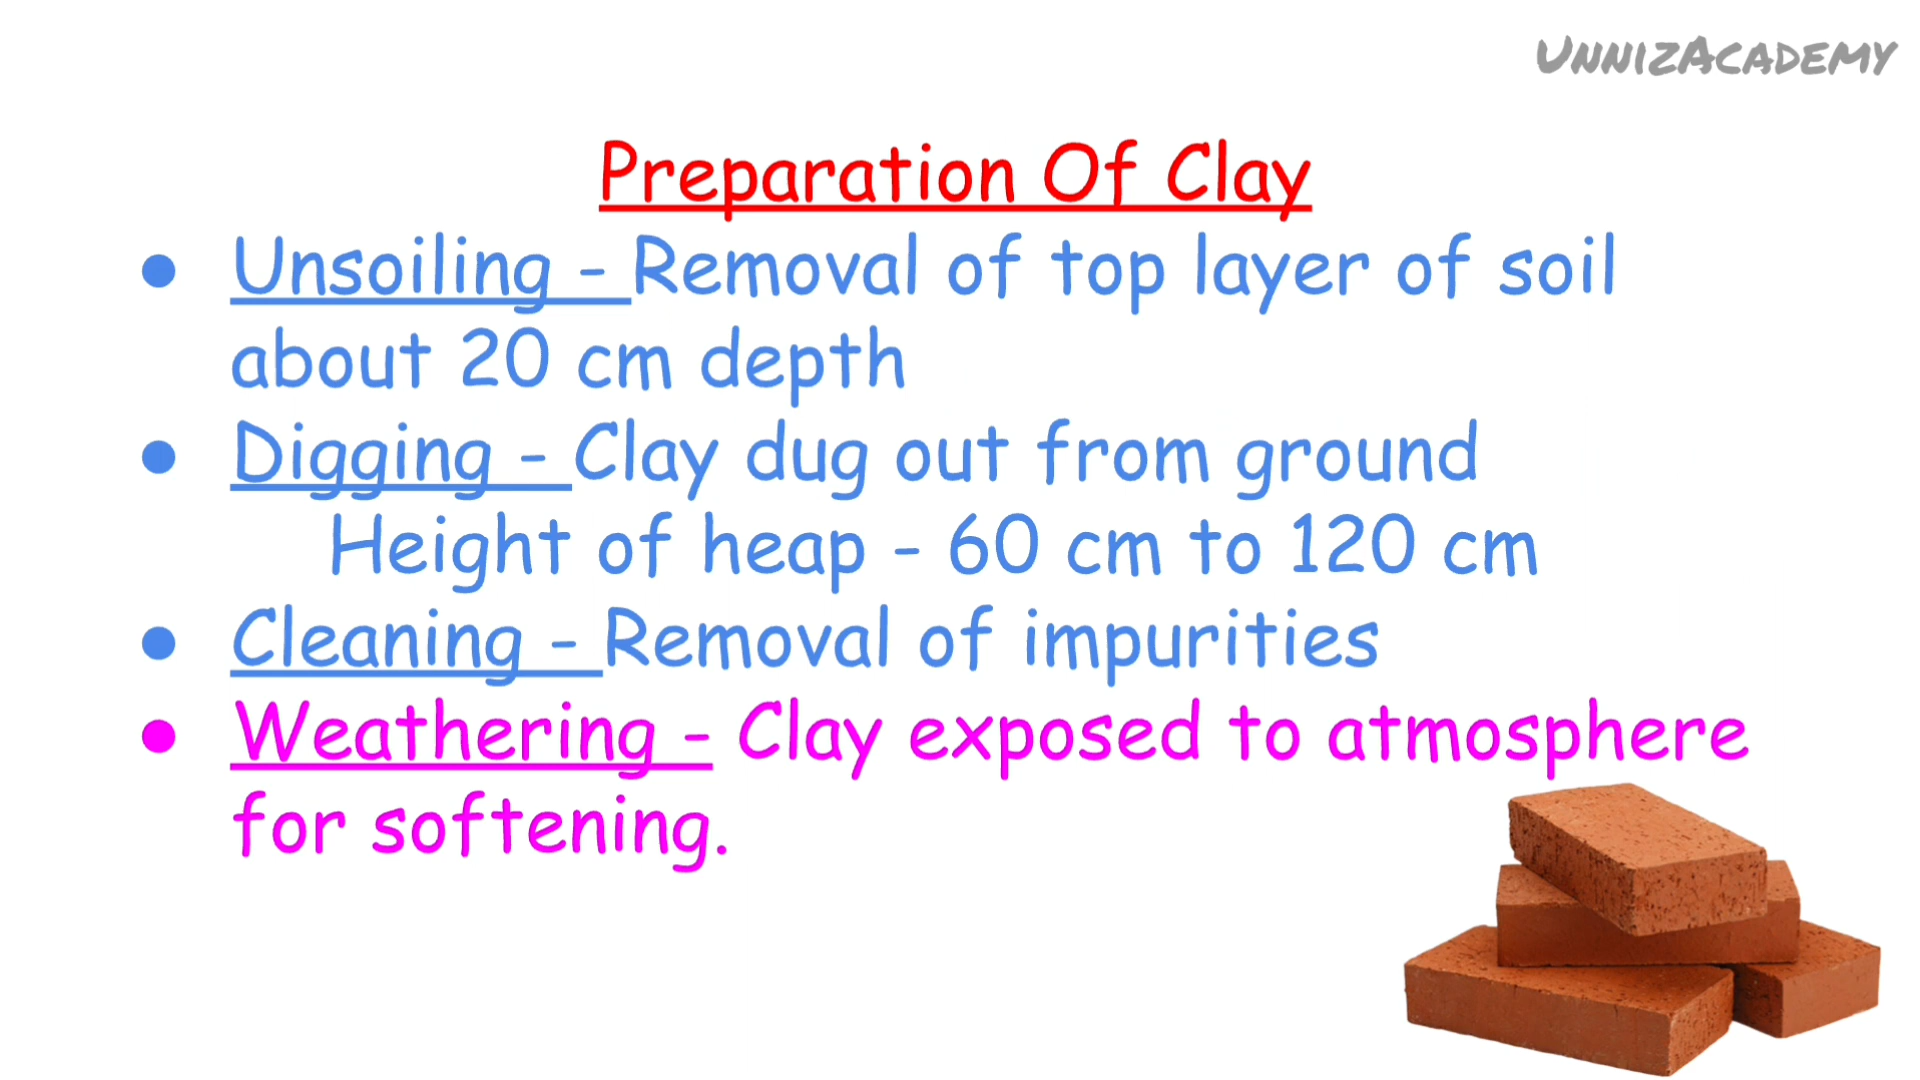 UnnizAcademy
Preparation Of Clay
● Unsoiling - Removal of top layer of soil
about 20 cm depth
● Digging - Clay dug out from ground
Height of heap - 60 cm to 120 cm
● Cleaning - Removal of impurities
● Weathering - Clay exposed to atmosphere
for softening.